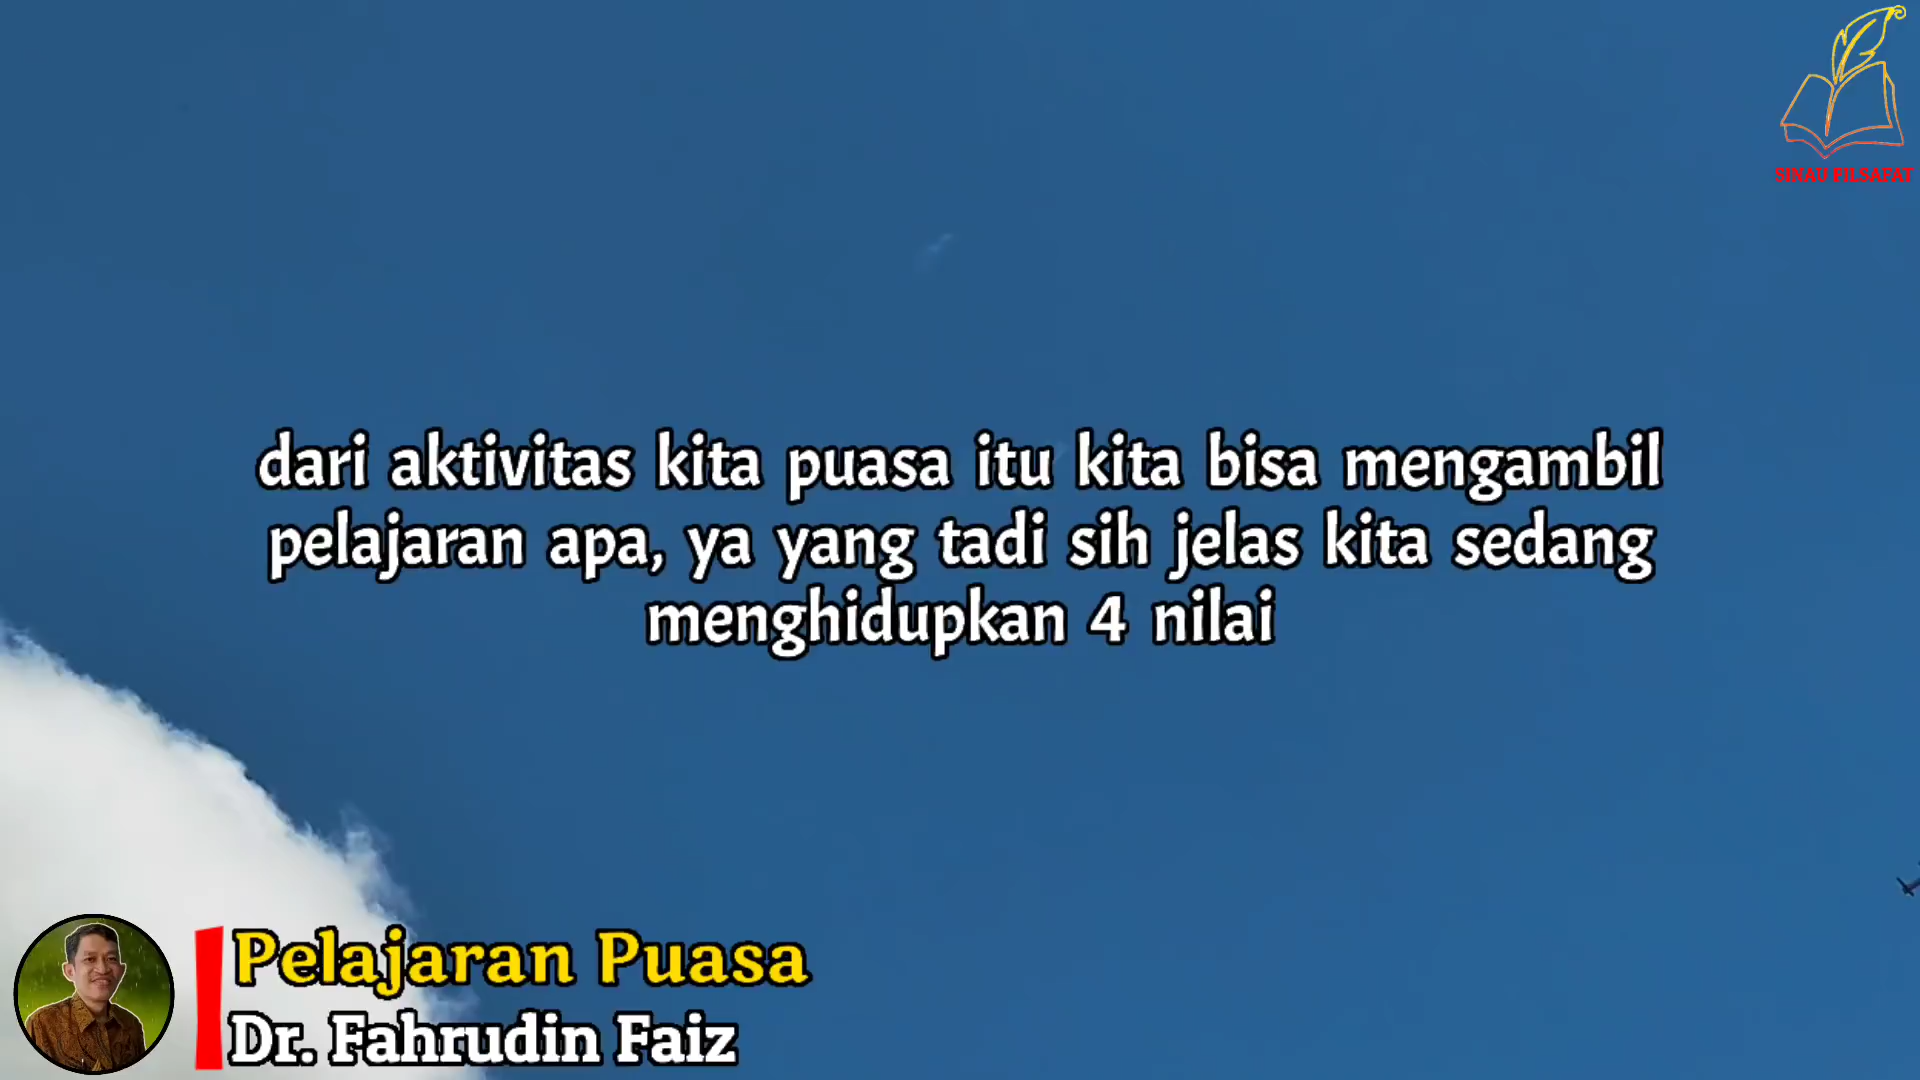 SINAU FILSAFAT
dari aktivitas kita puasa itu kita bisa mengambil
pelajaran apa, ya yang tadi sih jelas kita sedang
menghidupkan 4 nilai
Pelajaran Puasa
Dr. Fahrudin Faiz